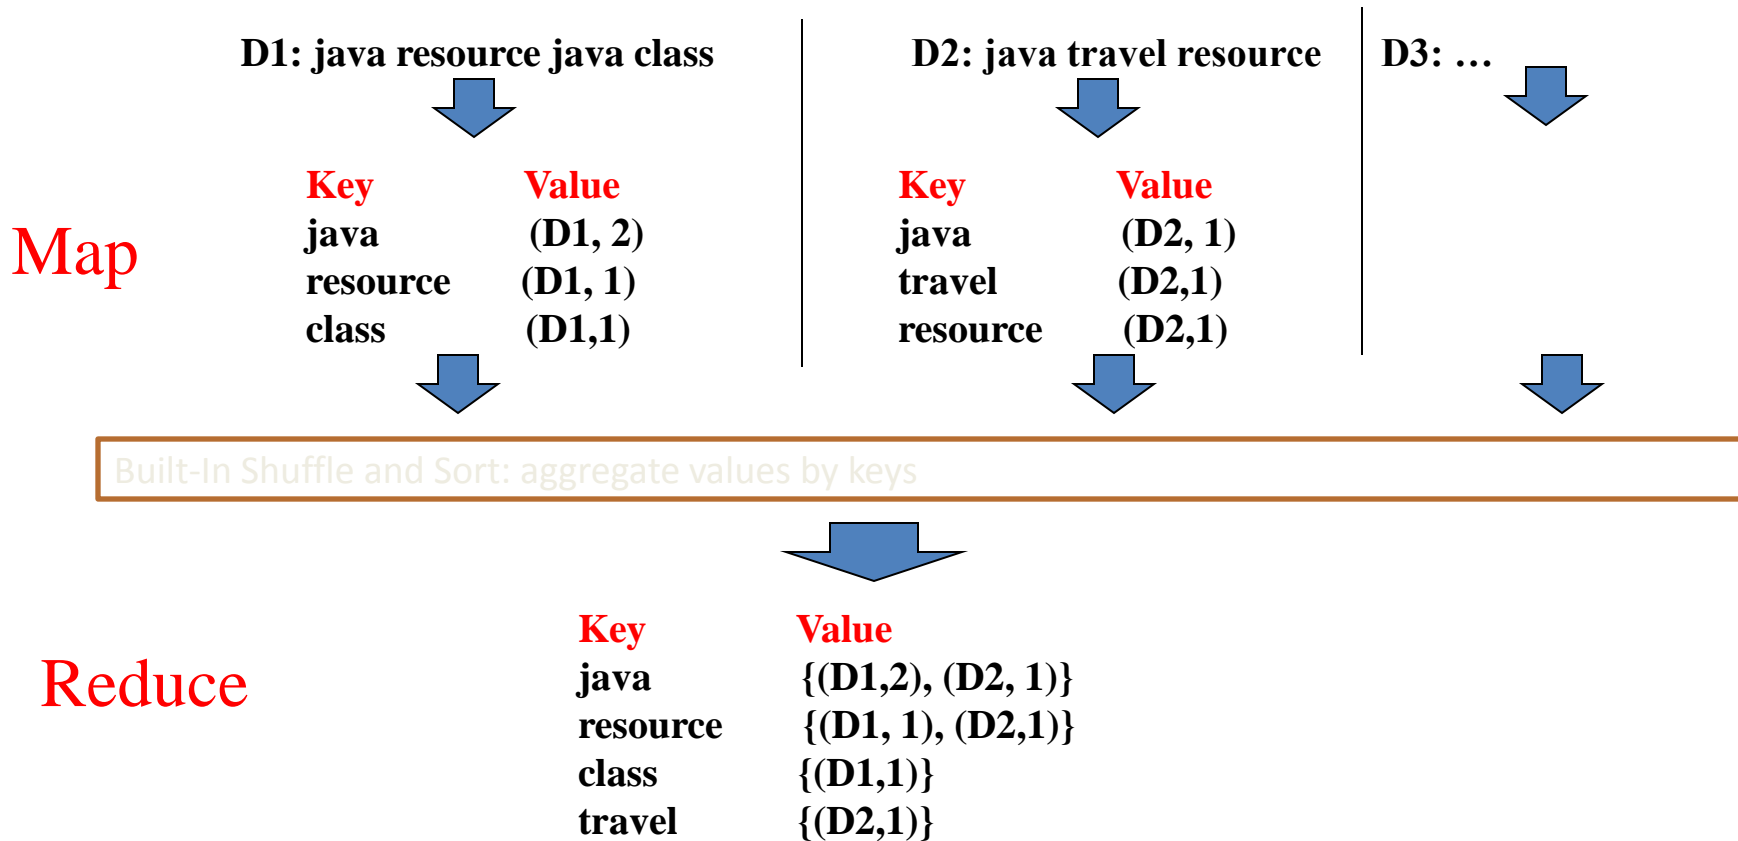 D1: java resource java class
D2: java travel resource
D3: …
Map
Key Value
java (D1, 2)
resource (D1, 1)
class (D1,1)
Key Value
java (D2, 1)
travel (D2,1)
resource (D2,1)
Built-In Shuffle and Sort: aggregate values by keys
Reduce
Key Value
java {(D1,2), (D2, 1)}
resource {(D1, 1), (D2,1)}
class {(D1,1)}
travel {(D2,1)}